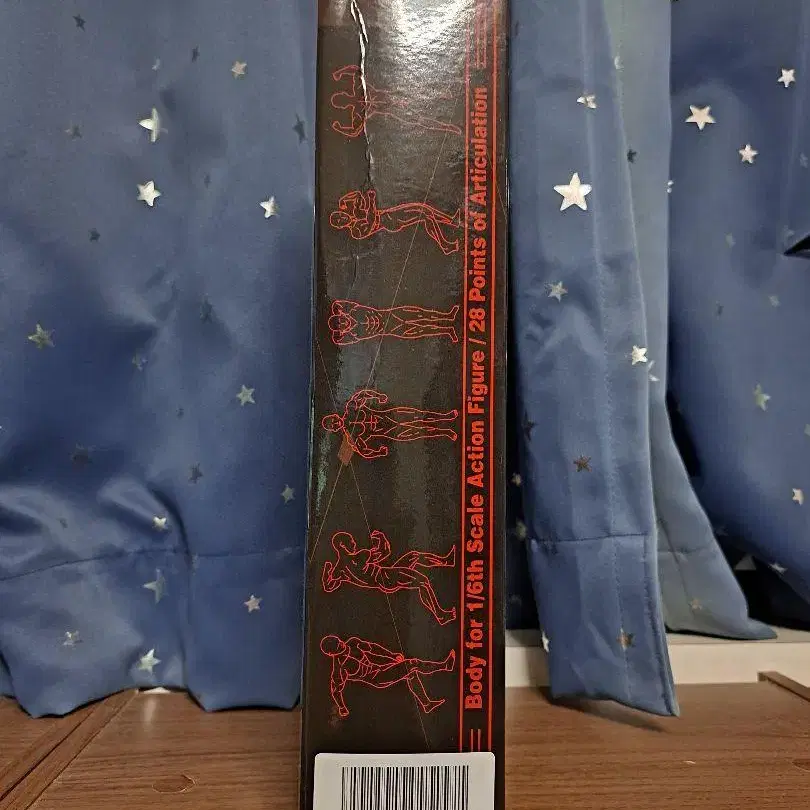 Body for 1/6th Scale Action Figure / 28 Points of Articulation